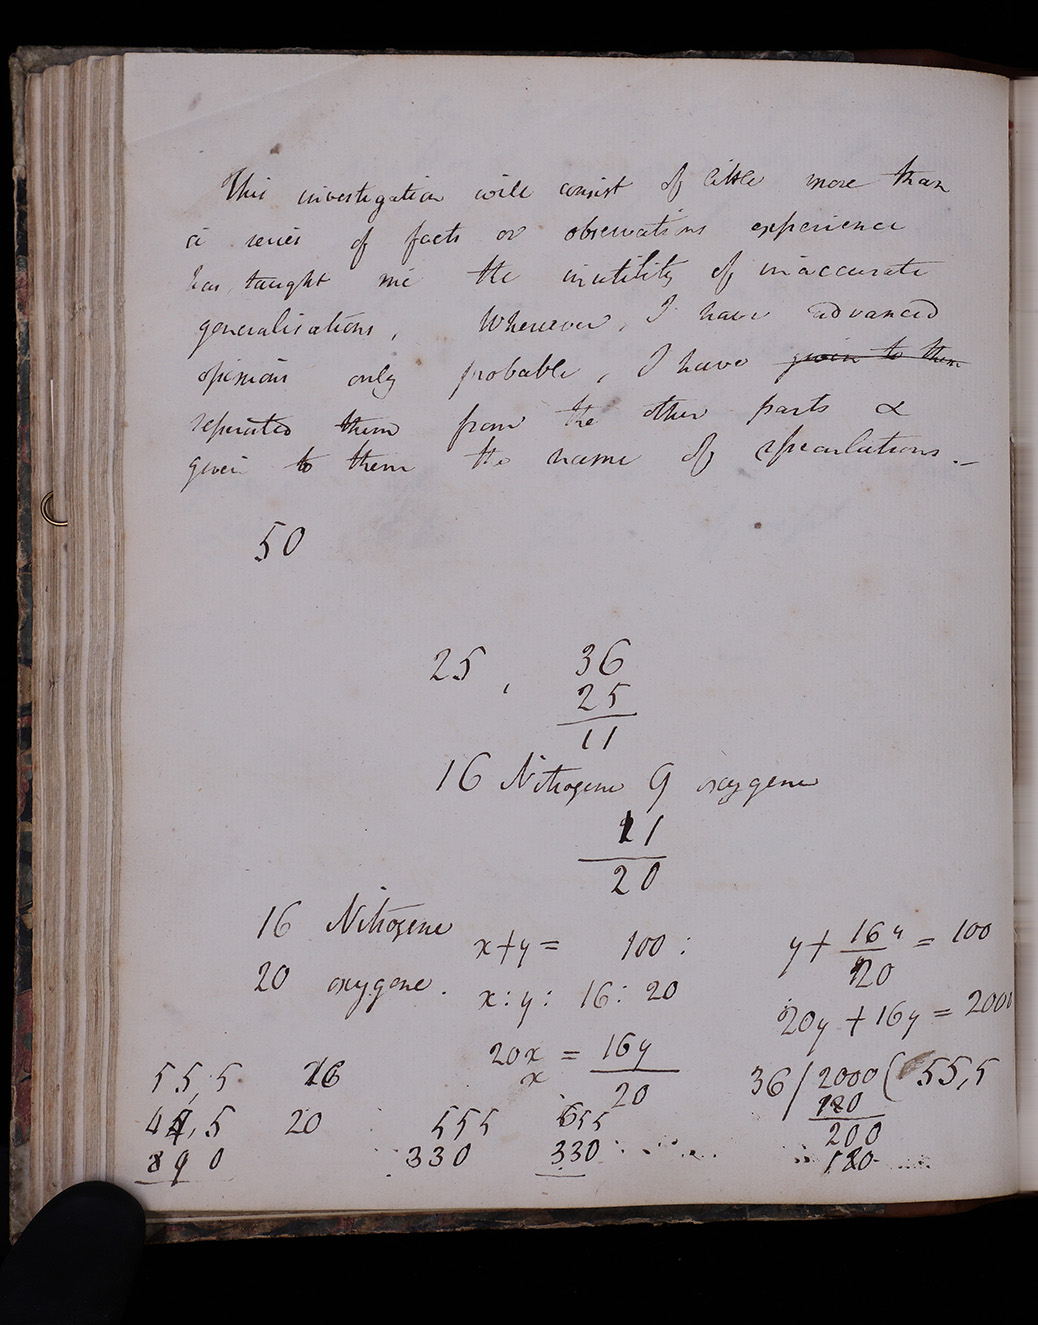 This investigation will consist of little more than
a series of facts or observations experience
has taught me the inutility of inaccurate
generalisations, Wherever, I have advanced
opinions only probable, I have given to them
seperated them from the other parts &
given to them the name of speculations.—
50
25, 36
25
11
16 Nitrogene 9 oxygene
11
20
16 Nitrogene
20 oxygene.
x+y = 100:
x:y: 16: 20
20x = 16y
x 20
y + 16y = 100
20
20y + 16y = 2000
36/2000(55,5
180
200
180
55,5 16
44,5 20
555 655
330 330